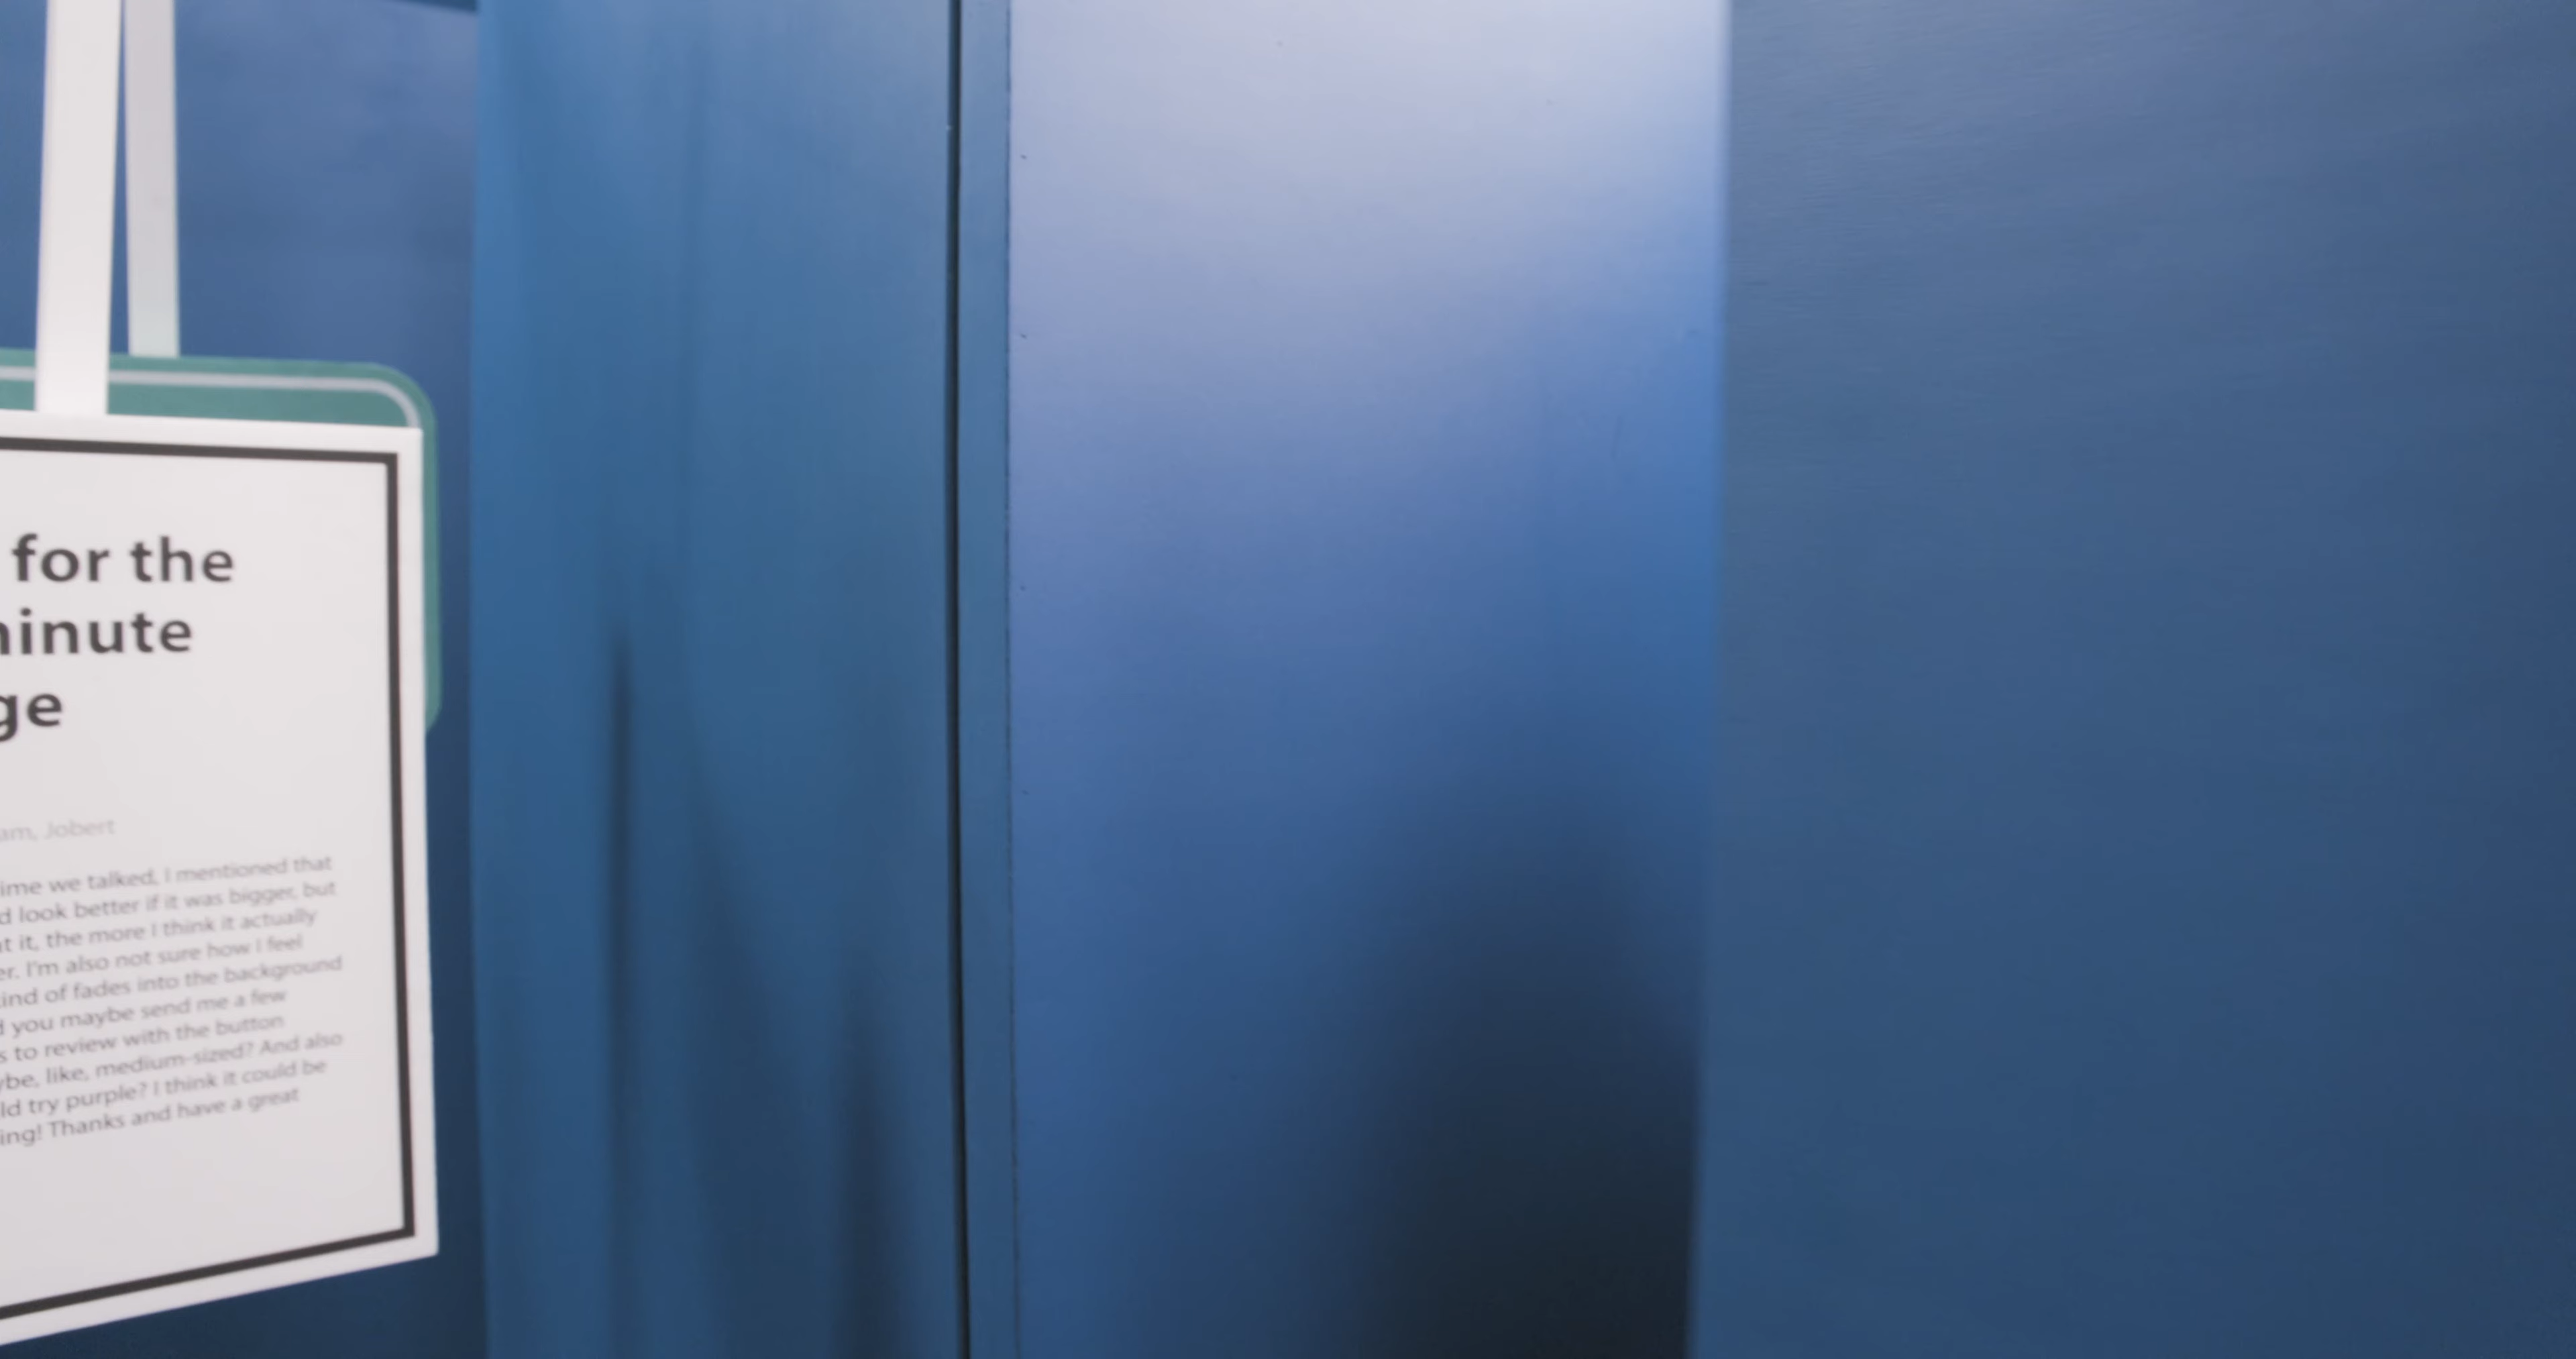 for the
minute
ge
am, Jobert
ime we talked, I mentioned that
d look better if it was bigger, but
t it, the more I think it actually
er. I'm also not sure how I feel
kind of fades into the background
d you maybe send me a few
s to review with the button
ybe, like, medium-sized? And also
ld try purple? I think it could be
ing! Thanks and have a great